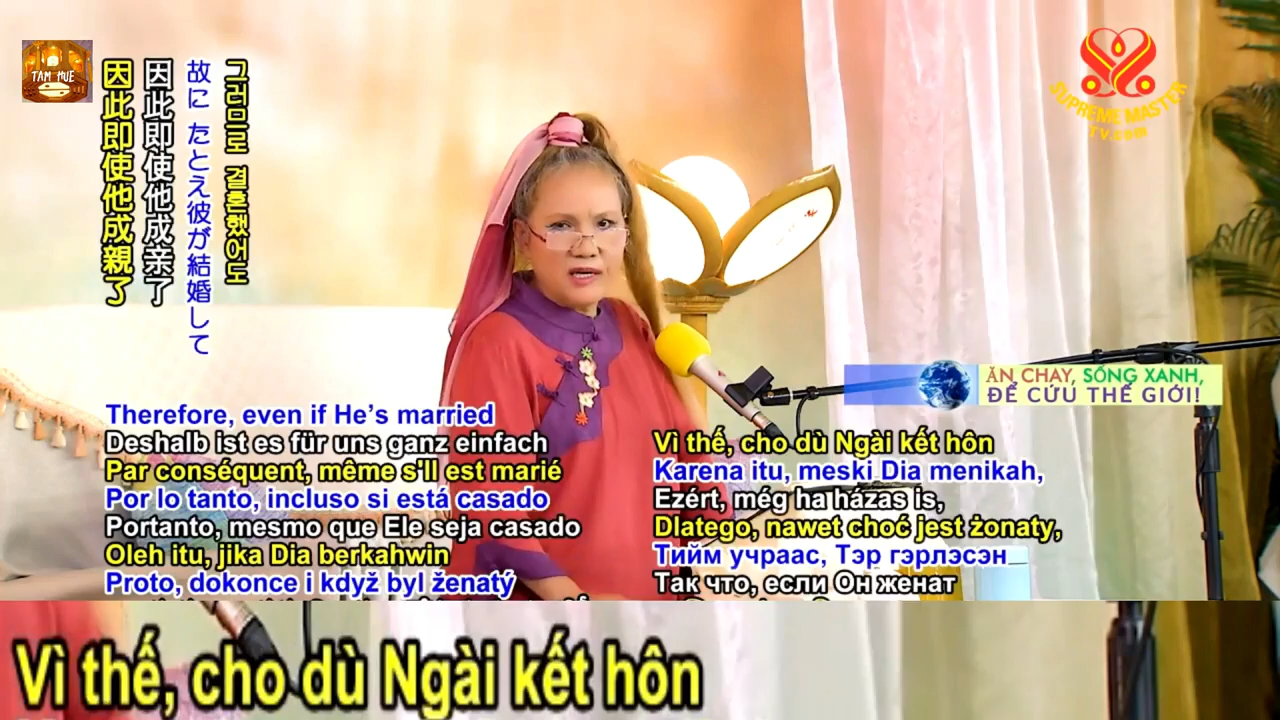 TÂM HUỆ
因此即使他成親了
因此即使他成亲了
故に たとえ彼が結婚して
그러므로 결혼했어도
SUPREME MASTER
TV.COM
ĂN CHAY, SỐNG XANH,
ĐỂ CỨU THẾ GIỚI!
Therefore, even if He’s married
Deshalb ist es für uns ganz einfach
Par conséquent, même s'Il est marié
Por lo tanto, incluso si está casado
Portanto, mesmo que Ele seja casado
Oleh itu, jika Dia berkahwin
Proto, dokonce i když byl ženatý
Vì thế, cho dù Ngài kết hôn
Karena itu, meski Dia menikah,
Ezért, még ha házas is,
Dlatego, nawet choć jest żonaty,
Тийм учраас, Тэр гэрлэсэн
Так что, если Он женат
Vì thế, cho dù Ngài kết hôn